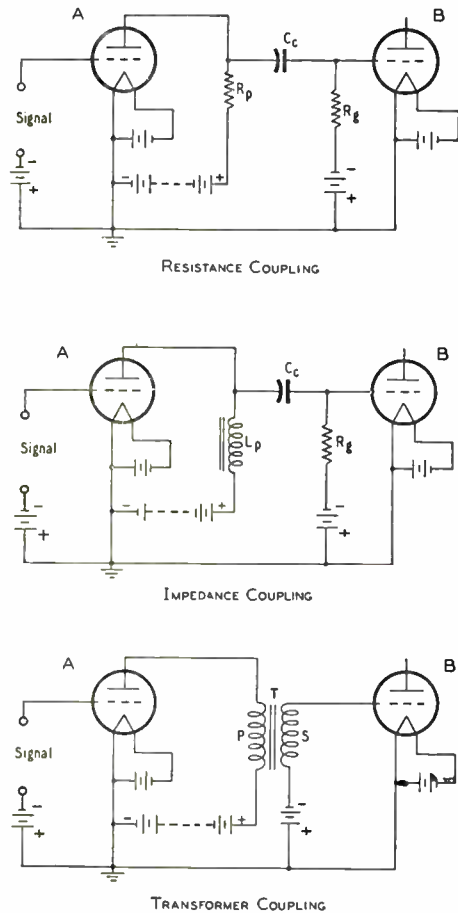 A B
Cc
Rp Rg
Signal
-
+
- +
-
+
RESISTANCE COUPLING
A B
Cc
Lp Rg
Signal
-
+
- +
-
+
IMPEDANCE COUPLING
A B
T
P S
Signal
-
+
- +
-
+
TRANSFORMER COUPLING